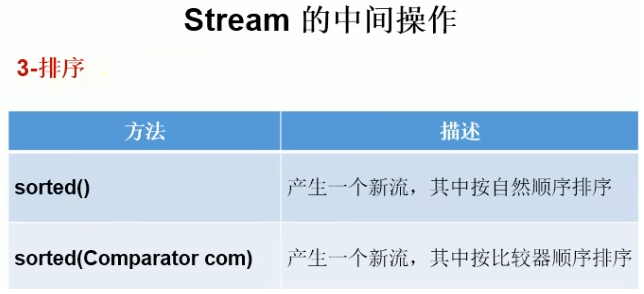 Stream 的中间操作
3-排序
方法 描述
sorted() 产生一个新流，其中按自然顺序排序
sorted(Comparator com) 产生一个新流，其中按比较器顺序排序